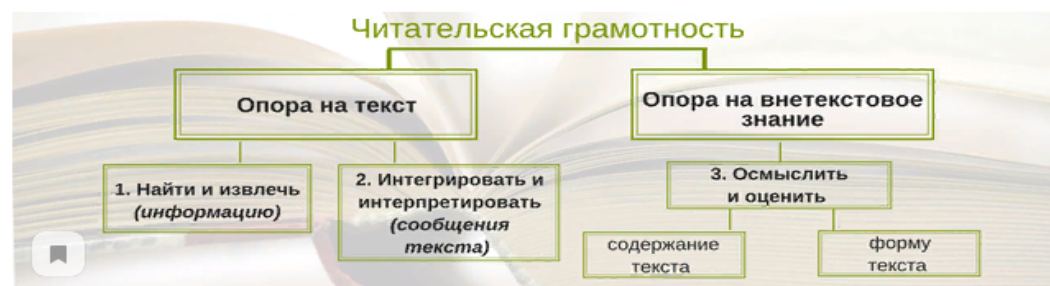 Читательская грамотность
Опора на текст
Опора на внетекстовое
знание
1. Найти и извлечь
(информацию)
2. Интегрировать и
интерпретировать
(сообщения
текста)
3. Осмыслить
и оценить
содержание
текста
форму
текста